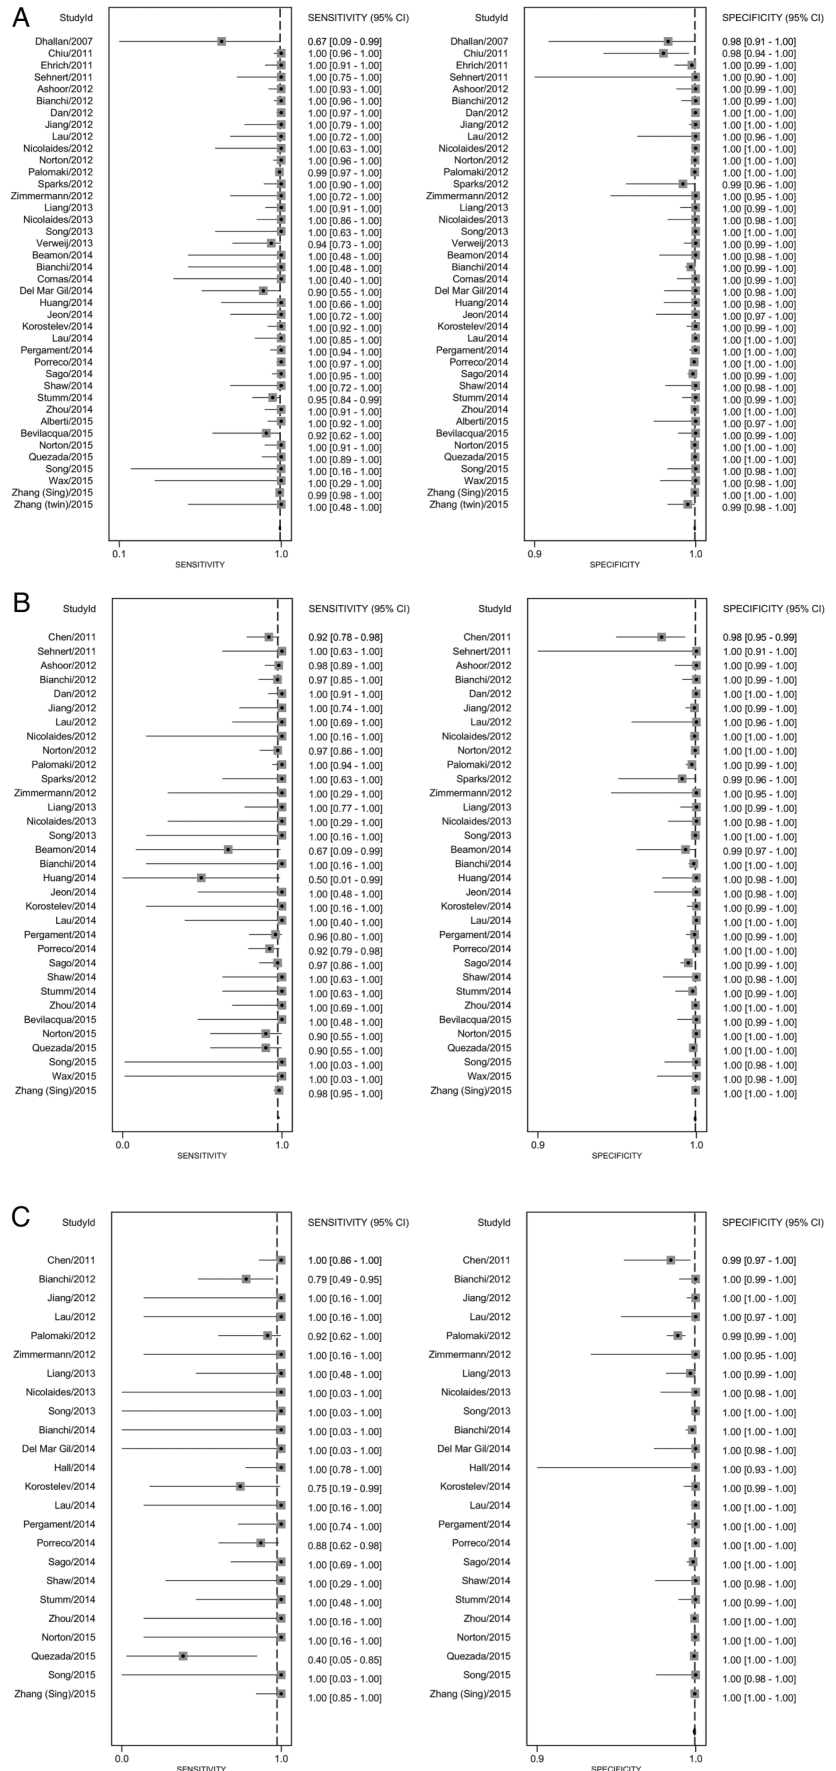 A
StudyId SENSITIVITY (95% CI) StudyId SPECIFICITY (95% CI)
Dhallan/2007 0.67 [0.09 - 0.99] Dhallan/2007 0.98 [0.91 - 1.00]
Chiu/2011 1.00 [0.96 - 1.00] Chiu/2011 0.98 [0.94 - 1.00]
Ehrich/2011 1.00 [0.91 - 1.00] Ehrich/2011 1.00 [0.99 - 1.00]
Sehnert/2011 1.00 [0.75 - 1.00] Sehnert/2011 1.00 [0.90 - 1.00]
Ashoor/2012 1.00 [0.93 - 1.00] Ashoor/2012 1.00 [0.99 - 1.00]
Bianchi/2012 1.00 [0.96 - 1.00] Bianchi/2012 1.00 [0.99 - 1.00]
Dan/2012 1.00 [0.97 - 1.00] Dan/2012 1.00 [1.00 - 1.00]
Jiang/2012 1.00 [0.79 - 1.00] Jiang/2012 1.00 [1.00 - 1.00]
Lau/2012 1.00 [0.72 - 1.00] Lau/2012 1.00 [0.96 - 1.00]
Nicolaides/2012 1.00 [0.63 - 1.00] Nicolaides/2012 1.00 [1.00 - 1.00]
Norton/2012 1.00 [0.96 - 1.00] Norton/2012 1.00 [1.00 - 1.00]
Palomaki/2012 0.99 [0.97 - 1.00] Palomaki/2012 1.00 [1.00 - 1.00]
Sparks/2012 1.00 [0.90 - 1.00] Sparks/2012 0.99 [0.96 - 1.00]
Zimmermann/2012 1.00 [0.72 - 1.00] Zimmermann/2012 1.00 [0.95 - 1.00]
Liang/2013 1.00 [0.91 - 1.00] Liang/2013 1.00 [0.99 - 1.00]
Nicolaides/2013 1.00 [0.86 - 1.00] Nicolaides/2013 1.00 [0.98 - 1.00]
Song/2013 1.00 [0.63 - 1.00] Song/2013 1.00 [1.00 - 1.00]
Verweij/2013 0.94 [0.73 - 1.00] Verweij/2013 1.00 [0.99 - 1.00]
Beamon/2014 1.00 [0.48 - 1.00] Beamon/2014 1.00 [0.98 - 1.00]
Bianchi/2014 1.00 [0.48 - 1.00] Bianchi/2014 1.00 [0.99 - 1.00]
Comas/2014 1.00 [0.40 - 1.00] Comas/2014 1.00 [0.99 - 1.00]
Del Mar Gil/2014 0.90 [0.55 - 1.00] Del Mar Gil/2014 1.00 [0.98 - 1.00]
Huang/2014 1.00 [0.66 - 1.00] Huang/2014 1.00 [0.98 - 1.00]
Jeon/2014 1.00 [0.72 - 1.00] Jeon/2014 1.00 [0.97 - 1.00]
Korostelev/2014 1.00 [0.92 - 1.00] Korostelev/2014 1.00 [0.99 - 1.00]
Lau/2014 1.00 [0.85 - 1.00] Lau/2014 1.00 [1.00 - 1.00]
Pergament/2014 1.00 [0.94 - 1.00] Pergament/2014 1.00 [1.00 - 1.00]
Porreco/2014 1.00 [0.97 - 1.00] Porreco/2014 1.00 [1.00 - 1.00]
Sago/2014 1.00 [0.95 - 1.00] Sago/2014 1.00 [0.99 - 1.00]
Shaw/2014 1.00 [0.72 - 1.00] Shaw/2014 1.00 [0.98 - 1.00]
Stumm/2014 0.95 [0.84 - 0.99] Stumm/2014 1.00 [0.99 - 1.00]
Zhou/2014 1.00 [0.91 - 1.00] Zhou/2014 1.00 [1.00 - 1.00]
Alberti/2015 1.00 [0.92 - 1.00] Alberti/2015 1.00 [0.97 - 1.00]
Bevilacqua/2015 0.92 [0.62 - 1.00] Bevilacqua/2015 1.00 [0.99 - 1.00]
Norton/2015 1.00 [0.91 - 1.00] Norton/2015 1.00 [1.00 - 1.00]
Quezada/2015 1.00 [0.89 - 1.00] Quezada/2015 1.00 [1.00 - 1.00]
Song/2015 1.00 [0.16 - 1.00] Song/2015 1.00 [0.98 - 1.00]
Wax/2015 1.00 [0.29 - 1.00] Wax/2015 1.00 [0.98 - 1.00]
Zhang (Sing)/2015 0.99 [0.98 - 1.00] Zhang (Sing)/2015 1.00 [1.00 - 1.00]
Zhang (twin)/2015 1.00 [0.48 - 1.00] Zhang (twin)/2015 0.99 [0.98 - 1.00]
0.1 1.0 0.9 1.0
SENSITIVITY SPECIFICITY
B
StudyId SENSITIVITY (95% CI) StudyId SPECIFICITY (95% CI)
Chen/2011 0.92 [0.78 - 0.98] Chen/2011 0.98 [0.95 - 0.99]
Sehnert/2011 1.00 [0.63 - 1.00] Sehnert/2011 1.00 [0.91 - 1.00]
Ashoor/2012 0.98 [0.89 - 1.00] Ashoor/2012 1.00 [0.99 - 1.00]
Bianchi/2012 0.97 [0.85 - 1.00] Bianchi/2012 1.00 [0.99 - 1.00]
Dan/2012 1.00 [0.91 - 1.00] Dan/2012 1.00 [1.00 - 1.00]
Jiang/2012 1.00 [0.74 - 1.00] Jiang/2012 1.00 [0.99 - 1.00]
Lau/2012 1.00 [0.69 - 1.00] Lau/2012 1.00 [0.96 - 1.00]
Nicolaides/2012 1.00 [0.16 - 1.00] Nicolaides/2012 1.00 [1.00 - 1.00]
Norton/2012 0.97 [0.86 - 1.00] Norton/2012 1.00 [1.00 - 1.00]
Palomaki/2012 1.00 [0.94 - 1.00] Palomaki/2012 1.00 [0.99 - 1.00]
Sparks/2012 1.00 [0.63 - 1.00] Sparks/2012 0.99 [0.96 - 1.00]
Zimmermann/2012 1.00 [0.29 - 1.00] Zimmermann/2012 1.00 [0.95 - 1.00]
Liang/2013 1.00 [0.77 - 1.00] Liang/2013 1.00 [0.99 - 1.00]
Nicolaides/2013 1.00 [0.29 - 1.00] Nicolaides/2013 1.00 [0.98 - 1.00]
Song/2013 1.00 [0.16 - 1.00] Song/2013 1.00 [1.00 - 1.00]
Beamon/2014 0.67 [0.09 - 0.99] Beamon/2014 0.99 [0.97 - 1.00]
Bianchi/2014 1.00 [0.16 - 1.00] Bianchi/2014 1.00 [1.00 - 1.00]
Huang/2014 0.50 [0.01 - 0.99] Huang/2014 1.00 [0.98 - 1.00]
Jeon/2014 1.00 [0.48 - 1.00] Jeon/2014 1.00 [0.98 - 1.00]
Korostelev/2014 1.00 [0.16 - 1.00] Korostelev/2014 1.00 [0.99 - 1.00]
Lau/2014 1.00 [0.40 - 1.00] Lau/2014 1.00 [1.00 - 1.00]
Pergament/2014 0.96 [0.80 - 1.00] Pergament/2014 1.00 [0.99 - 1.00]
Porreco/2014 0.92 [0.79 - 0.98] Porreco/2014 1.00 [1.00 - 1.00]
Sago/2014 0.97 [0.86 - 1.00] Sago/2014 1.00 [0.99 - 1.00]
Shaw/2014 1.00 [0.63 - 1.00] Shaw/2014 1.00 [0.98 - 1.00]
Stumm/2014 1.00 [0.63 - 1.00] Stumm/2014 1.00 [0.99 - 1.00]
Zhou/2014 1.00 [0.69 - 1.00] Zhou/2014 1.00 [1.00 - 1.00]
Bevilacqua/2015 1.00 [0.48 - 1.00] Bevilacqua/2015 1.00 [0.99 - 1.00]
Norton/2015 0.90 [0.55 - 1.00] Norton/2015 1.00 [1.00 - 1.00]
Quezada/2015 0.90 [0.55 - 1.00] Quezada/2015 1.00 [1.00 - 1.00]
Song/2015 1.00 [0.03 - 1.00] Song/2015 1.00 [0.98 - 1.00]
Wax/2015 1.00 [0.03 - 1.00] Wax/2015 1.00 [0.98 - 1.00]
Zhang (Sing)/2015 0.98 [0.95 - 1.00] Zhang (Sing)/2015 1.00 [1.00 - 1.00]
0.0 1.0 0.9 1.0
SENSITIVITY SPECIFICITY
C
StudyId SENSITIVITY (95% CI) StudyId SPECIFICITY (95% CI)
Chen/2011 1.00 [0.86 - 1.00] Chen/2011 0.99 [0.97 - 1.00]
Bianchi/2012 0.79 [0.49 - 0.95] Bianchi/2012 1.00 [0.99 - 1.00]
Jiang/2012 1.00 [0.16 - 1.00] Jiang/2012 1.00 [1.00 - 1.00]
Lau/2012 1.00 [0.16 - 1.00] Lau/2012 1.00 [0.97 - 1.00]
Palomaki/2012 0.92 [0.62 - 1.00] Palomaki/2012 0.99 [0.99 - 1.00]
Zimmermann/2012 1.00 [0.16 - 1.00] Zimmermann/2012 1.00 [0.95 - 1.00]
Liang/2013 1.00 [0.48 - 1.00] Liang/2013 1.00 [0.99 - 1.00]
Nicolaides/2013 1.00 [0.03 - 1.00] Nicolaides/2013 1.00 [0.98 - 1.00]
Song/2013 1.00 [0.03 - 1.00] Song/2013 1.00 [1.00 - 1.00]
Bianchi/2014 1.00 [0.03 - 1.00] Bianchi/2014 1.00 [1.00 - 1.00]
Del Mar Gil/2014 1.00 [0.03 - 1.00] Del Mar Gil/2014 1.00 [0.98 - 1.00]
Hall/2014 1.00 [0.78 - 1.00] Hall/2014 1.00 [0.93 - 1.00]
Korostelev/2014 0.75 [0.19 - 0.99] Korostelev/2014 1.00 [0.99 - 1.00]
Lau/2014 1.00 [0.16 - 1.00] Lau/2014 1.00 [1.00 - 1.00]
Pergament/2014 1.00 [0.74 - 1.00] Pergament/2014 1.00 [1.00 - 1.00]
Porreco/2014 0.88 [0.62 - 0.98] Porreco/2014 1.00 [1.00 - 1.00]
Sago/2014 1.00 [0.69 - 1.00] Sago/2014 1.00 [1.00 - 1.00]
Shaw/2014 1.00 [0.29 - 1.00] Shaw/2014 1.00 [0.98 - 1.00]
Stumm/2014 1.00 [0.48 - 1.00] Stumm/2014 1.00 [0.99 - 1.00]
Zhou/2014 1.00 [0.16 - 1.00] Zhou/2014 1.00 [1.00 - 1.00]
Norton/2015 1.00 [0.16 - 1.00] Norton/2015 1.00 [1.00 - 1.00]
Quezada/2015 0.40 [0.05 - 0.85] Quezada/2015 1.00 [1.00 - 1.00]
Song/2015 1.00 [0.03 - 1.00] Song/2015 1.00 [0.98 - 1.00]
Zhang (Sing)/2015 1.00 [0.85 - 1.00] Zhang (Sing)/2015 1.00 [1.00 - 1.00]
0.0 1.0 0.9 1.0
SENSITIVITY SPECIFICITY